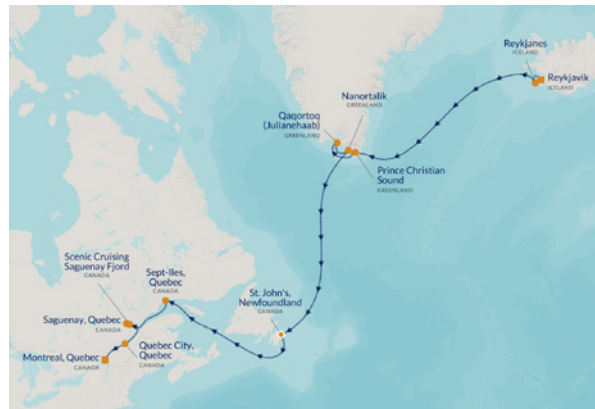 Reykjanes
ICELAND
Reykjavik
ICELAND
Nanortalik
GREENLAND
Qaqortoq
(Julianehaab)
GREENLAND
Prince Christian
Sound
GREENLAND
Scenic Cruising
Saguenay Fjord
CANADA
Sept-Iles,
Quebec
CANADA
St. John's,
Newfoundland
CANADA
Saguenay, Quebec
CANADA
Quebec City,
Quebec
CANADA
Montreal, Quebec
CANADA